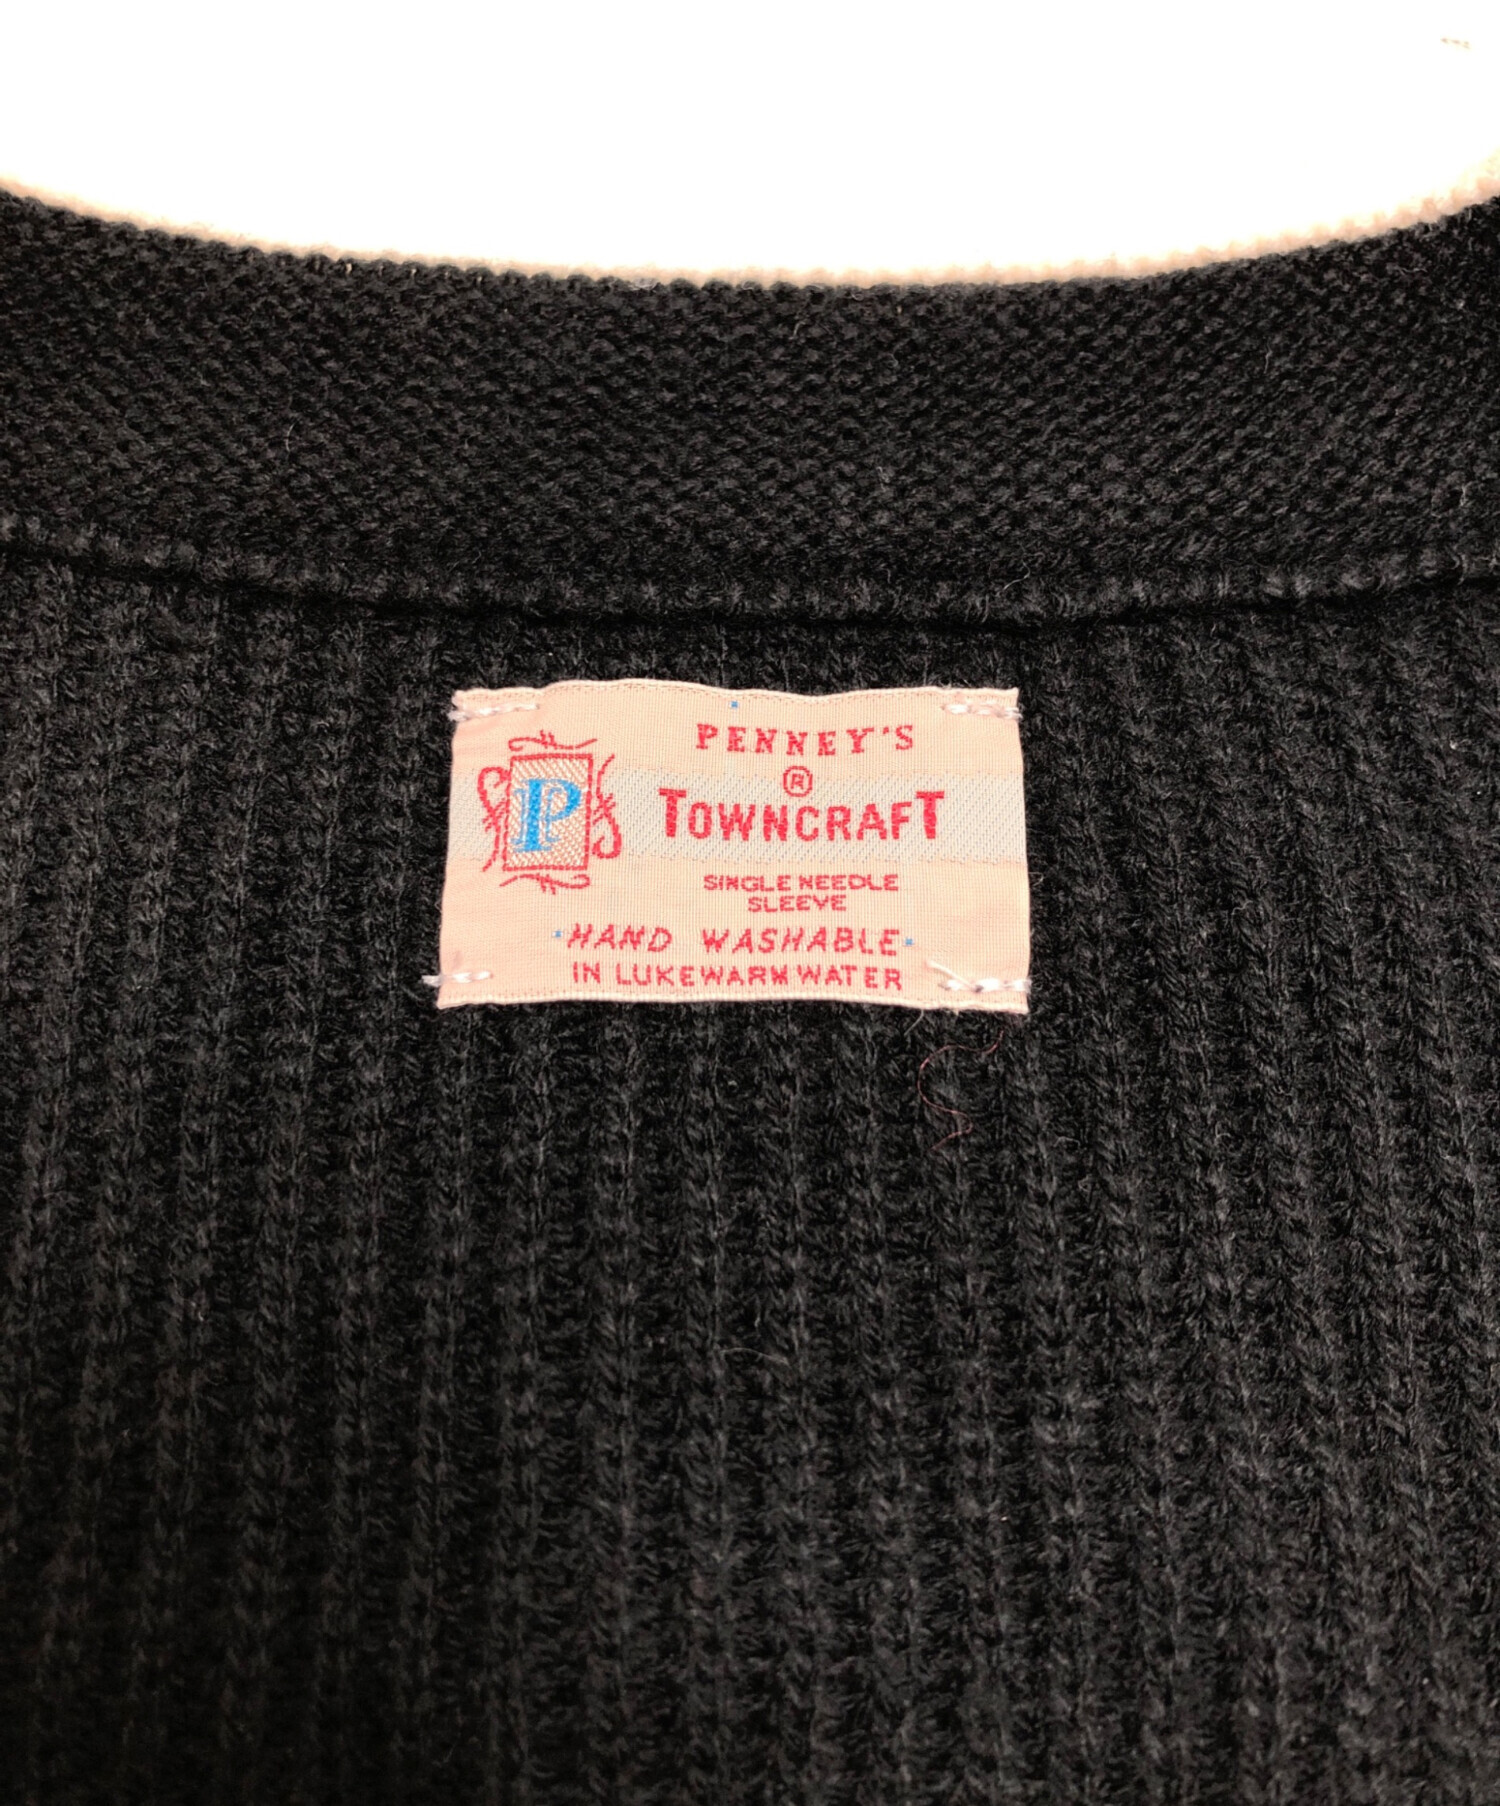 PENNEY'S
®
P
TOWNCRAFT
SINGLE NEEDLE
SLEEVE
HAND WASHABLE
IN LUKEWARM WATER